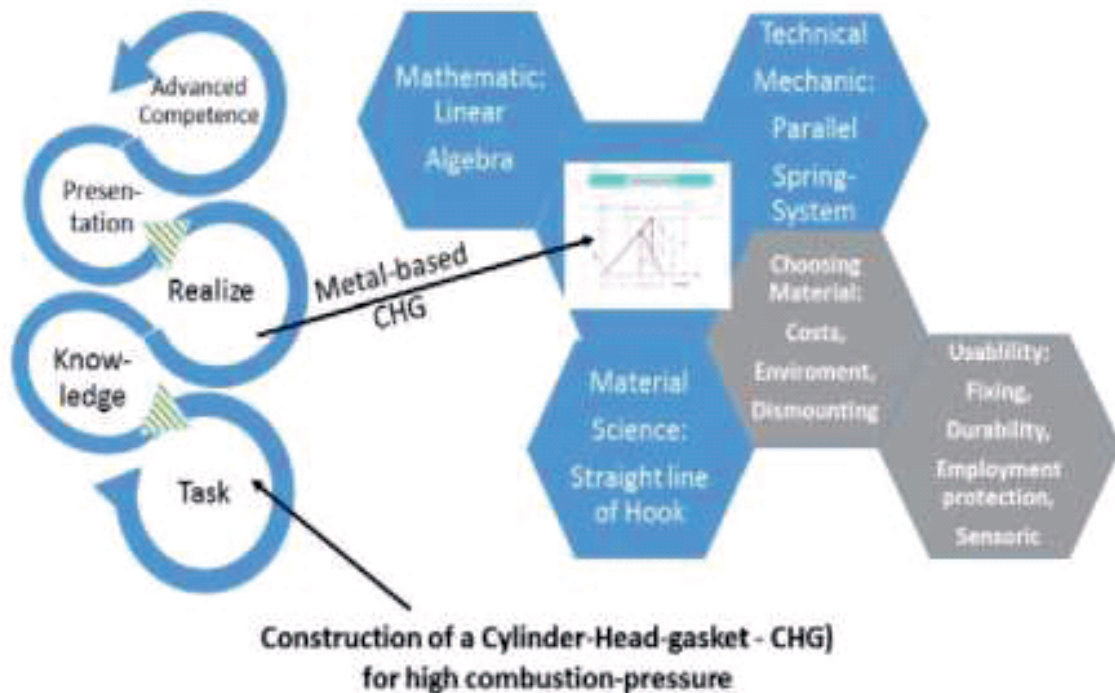 Advanced
Competence
Presen-
tation
Realize
Know-
ledge
Task
Metal-based
CHG
Mathematic:
Linear
Algebra
Technical
Mechanic:
Parallel
Spring-
System
Choosing
Material:
Costs,
Enviroment,
Dismounting
Material
Science:
Straight line
of Hook
Usablility:
Fixing,
Durability,
Employment
protection,
Sensoric
Construction of a Cylinder-Head-gasket - CHG)
for high combustion-pressure